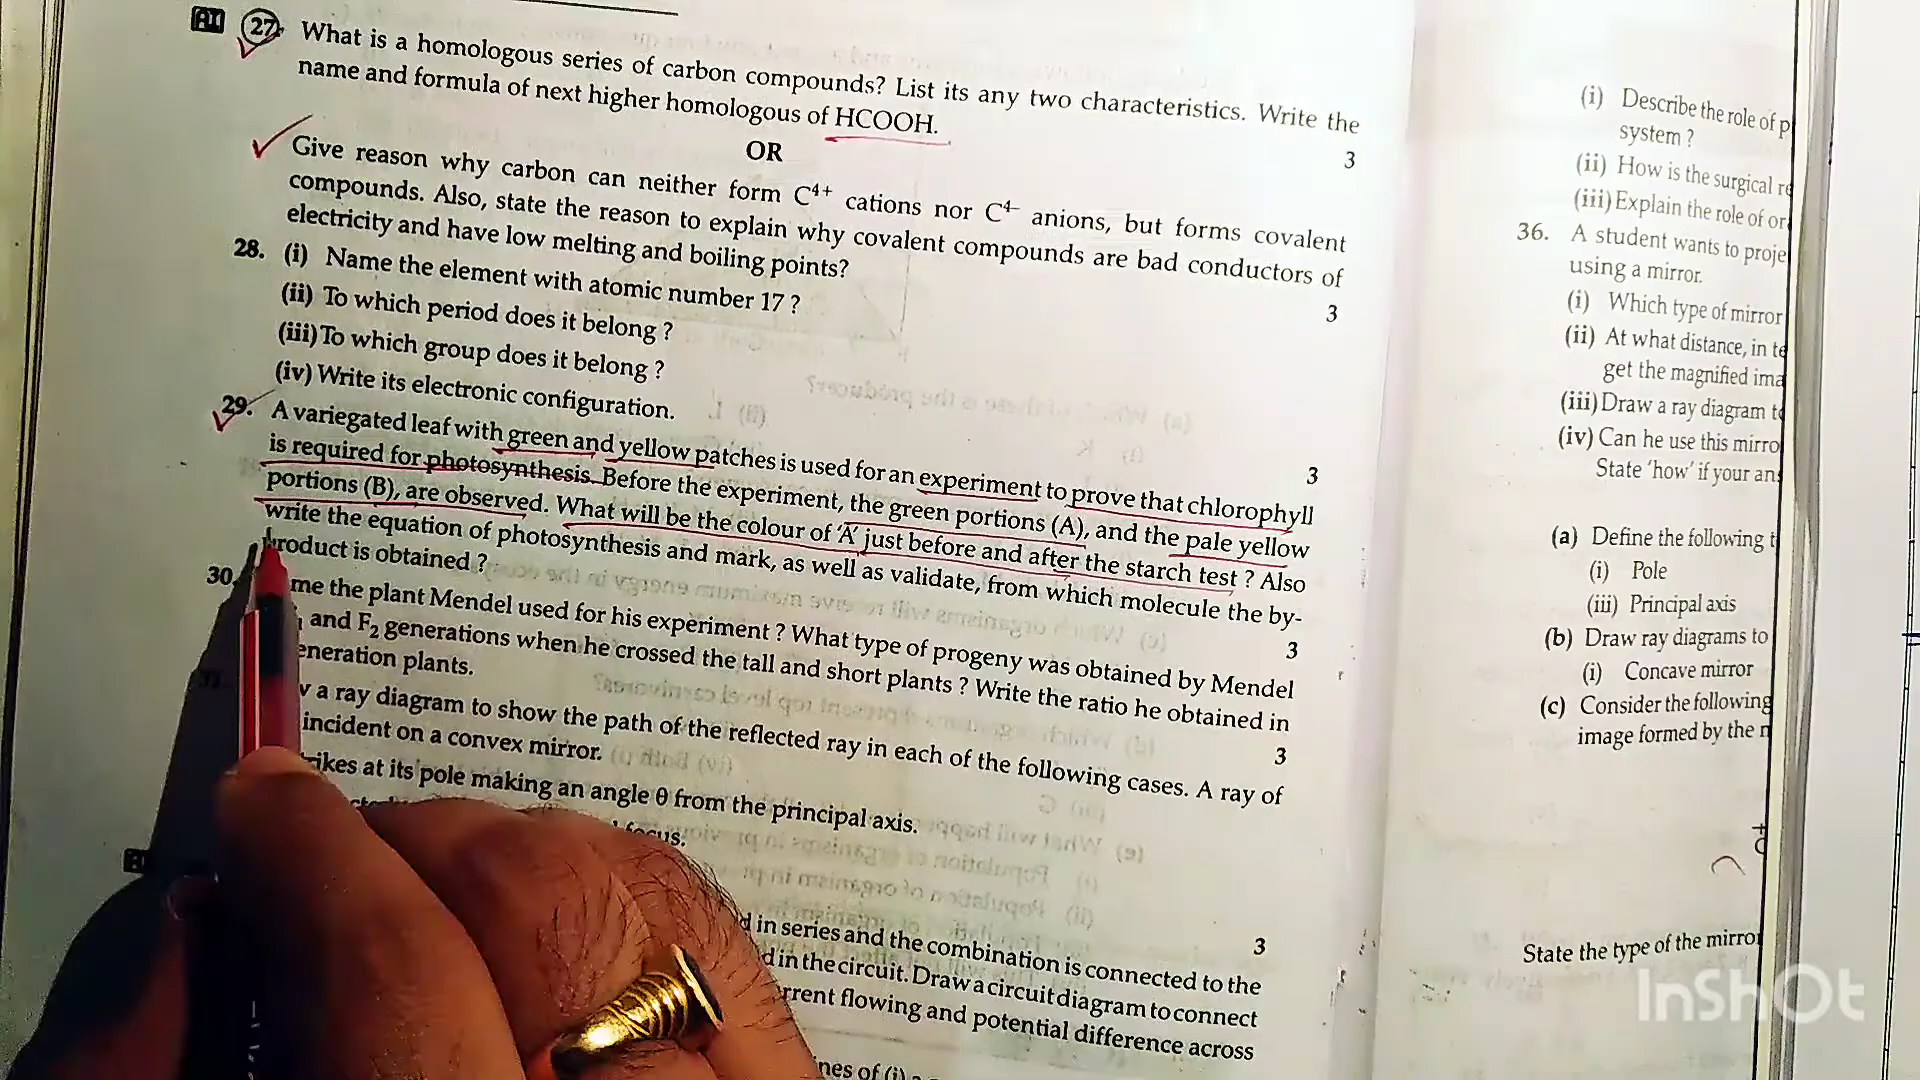 AI 27. What is a homologous series of carbon compounds? List its any two characteristics. Write the
name and formula of next higher homologous of HCOOH. 3
OR
Give reason why carbon can neither form C⁴⁺ cations nor C⁴⁻ anions, but forms covalent
compounds. Also, state the reason to explain why covalent compounds are bad conductors of
electricity and have low melting and boiling points? 3
28. (i) Name the element with atomic number 17 ?
(ii) To which period does it belong ?
(iii) To which group does it belong ?
(iv) Write its electronic configuration. 3
29. A variegated leaf with green and yellow patches is used for an experiment to prove that chlorophyll
is required for photosynthesis. Before the experiment, the green portions (A), and the pale yellow
portions (B), are observed. What will be the colour of 'A' just before and after the starch test ? Also
write the equation of photosynthesis and mark, as well as validate, from which molecule the by-
product is obtained ? 3
30. me the plant Mendel used for his experiment ? What type of progeny was obtained by Mendel
and F₂ generations when he crossed the tall and short plants ? Write the ratio he obtained in
eneration plants. 3
a ray diagram to show the path of the reflected ray in each of the following cases. A ray of
incident on a convex mirror.
rikes at its pole making an angle θ from the principal axis.
focus. 3
d in series and the combination is connected to the
d in the circuit. Draw a circuit diagram to connect
rrent flowing and potential difference across
nes of (i)
(i) Describe the role of p
system ?
(ii) How is the surgical re
(iii) Explain the role of or
36. A student wants to proje
using a mirror.
(i) Which type of mirror
(ii) At what distance, in te
get the magnified ima
(iii) Draw a ray diagram to
(iv) Can he use this mirro
State 'how' if your ans
(a) Define the following t
(i) Pole
(iii) Principal axis
(b) Draw ray diagrams to
(i) Concave mirror
(c) Consider the following
image formed by the m
State the type of the mirror
InShOt